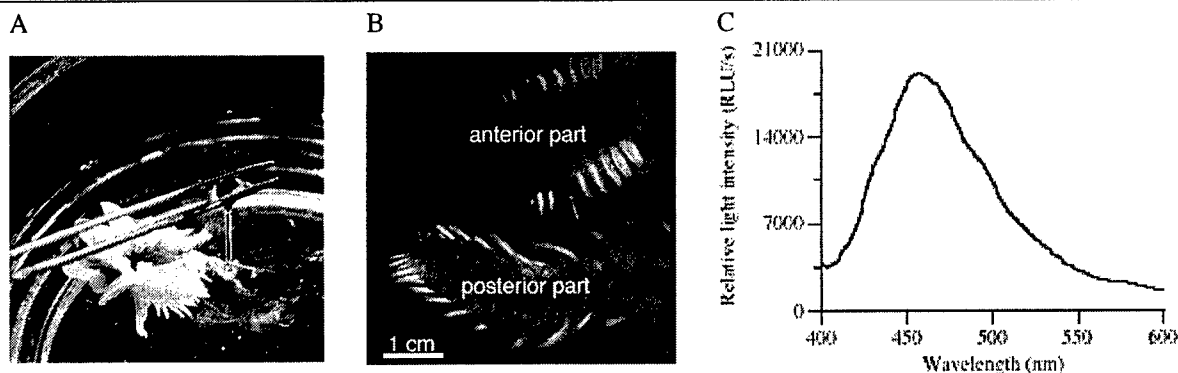 A
B
C
anterior part
posterior part
1 cm
21000
14000
7000
0
Relative light intensity (RLU/s)
400
450
500
550
600
Wavelength (nm)